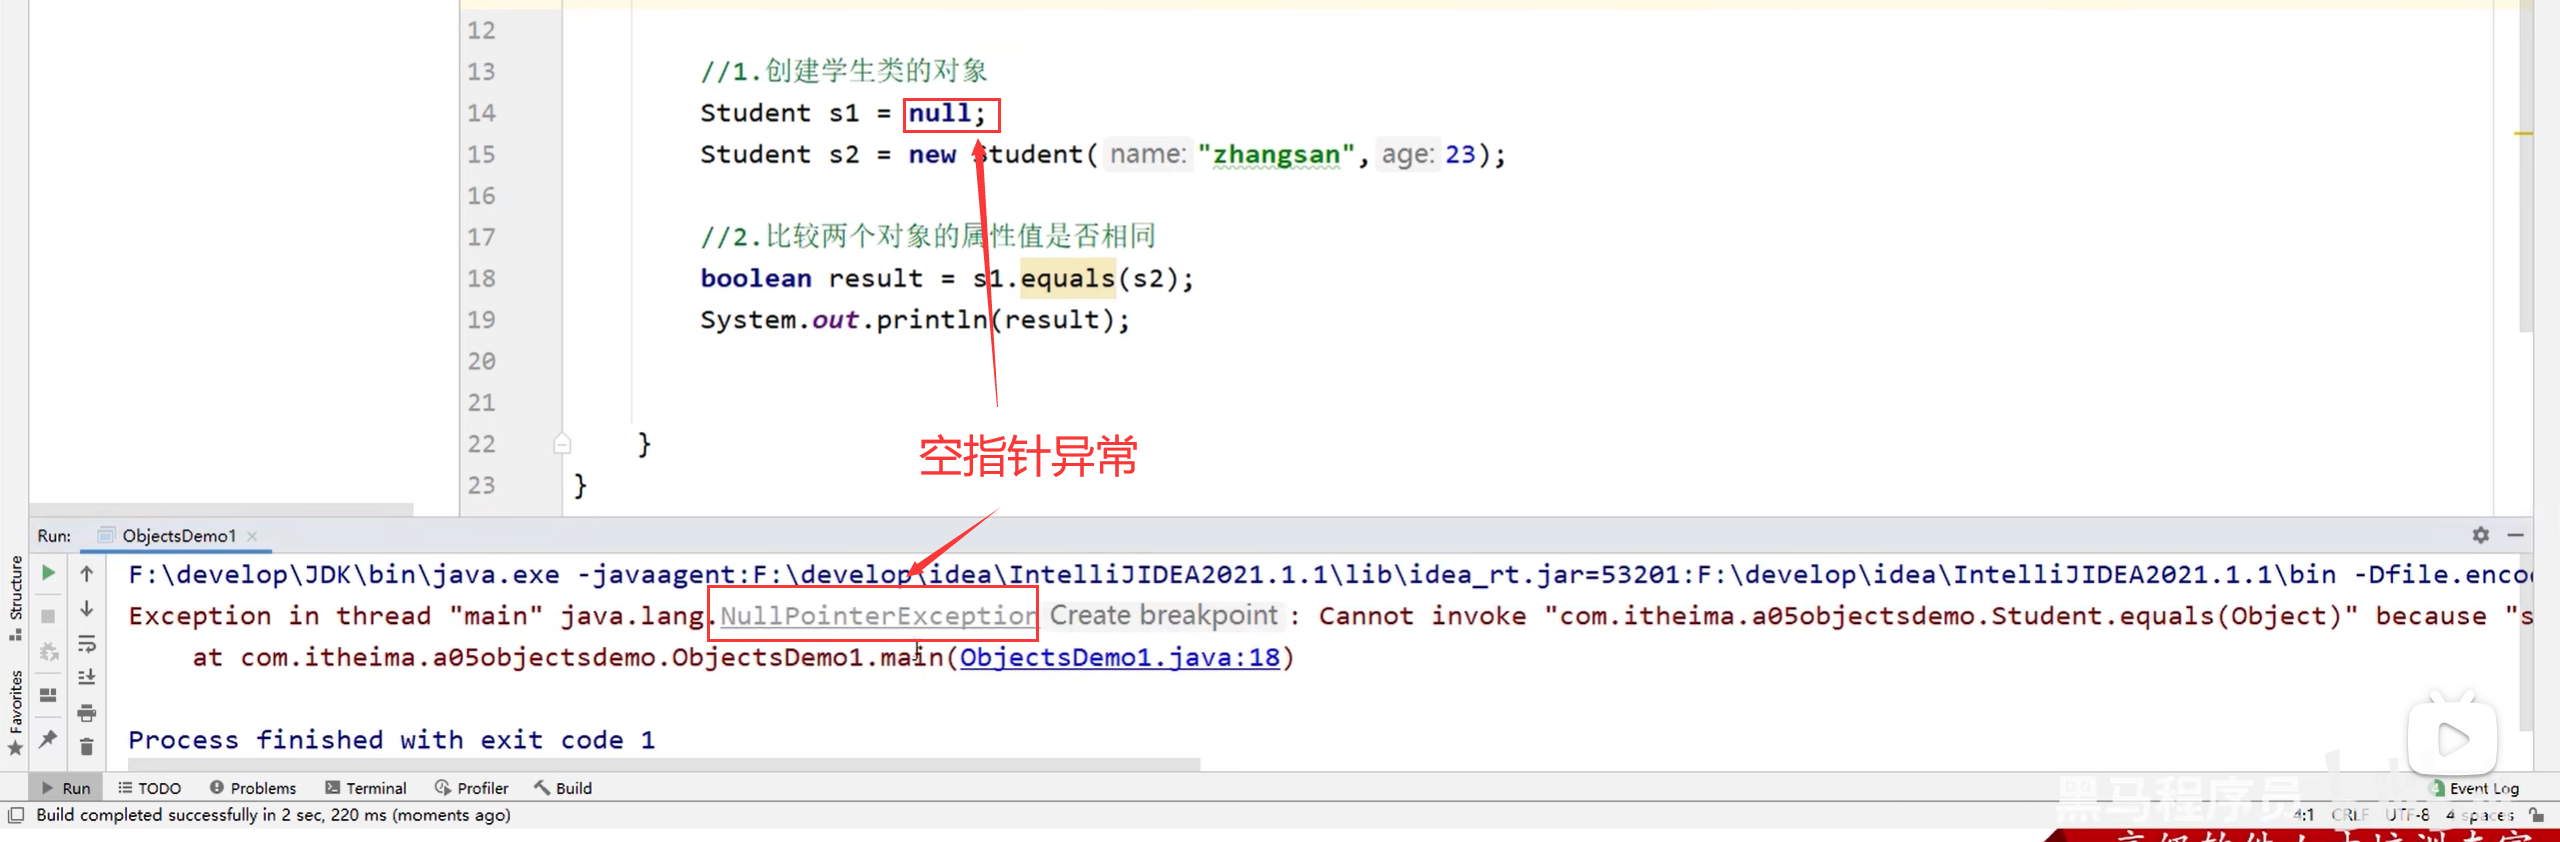 12
13 //1.创建学生类的对象
14 Student s1 = null;
15 Student s2 = new Student( name: "zhangsan", age: 23);
16
17 //2.比较两个对象的属性值是否相同
18 boolean result = s1.equals(s2);
19 System.out.println(result);
20
21
22 }
空指针异常
23 }
Run: ObjectsDemo1
Structure
Favorites
F:\develop\JDK\bin\java.exe -javaagent:F:\develop\idea\IntelliJIDEA2021.1.1\lib\idea_rt.jar=53201:F:\develop\idea\IntelliJIDEA2021.1.1\bin -Dfile.enco
Exception in thread "main" java.lang.NullPointerException Create breakpoint : Cannot invoke "com.itheima.a05objectsdemo.Student.equals(Object)" because "s
at com.itheima.a05objectsdemo.ObjectsDemo1.main(ObjectsDemo1.java:18)
Process finished with exit code 1
Run TODO Problems Terminal Profiler Build Event Log
黑马程序员
Build completed successfully in 2 sec, 220 ms (moments ago) 4:1 CRLF UTF-8 4 spaces